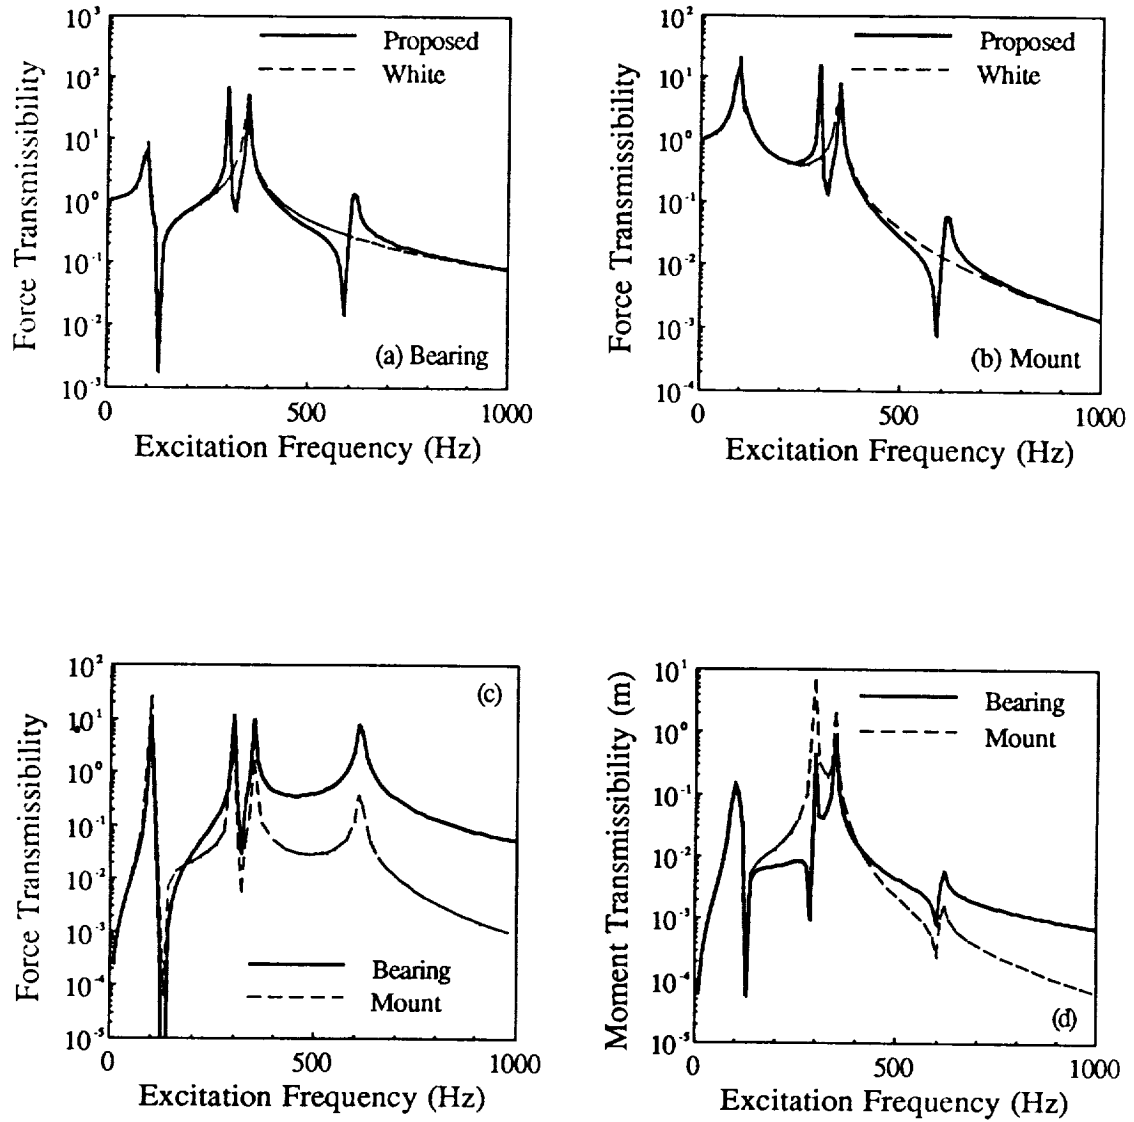 10³
10²
10¹
10⁰
10⁻¹
10⁻²
10⁻³
Force Transmissibility
Proposed
White
(a) Bearing
0
500
1000
Excitation Frequency (Hz)
10²
10¹
10⁰
10⁻¹
10⁻²
10⁻³
10⁻⁴
Force Transmissibility
Proposed
White
(b) Mount
0
500
1000
Excitation Frequency (Hz)
10²
10¹
10⁰
10⁻¹
10⁻²
10⁻³
10⁻⁴
10⁻⁵
Force Transmissibility
(c)
Bearing
Mount
0
500
1000
Excitation Frequency (Hz)
10¹
10⁰
10⁻¹
10⁻²
10⁻³
10⁻⁴
10⁻⁵
Moment Transmissibility (m)
Bearing
Mount
(d)
0
500
1000
Excitation Frequency (Hz)